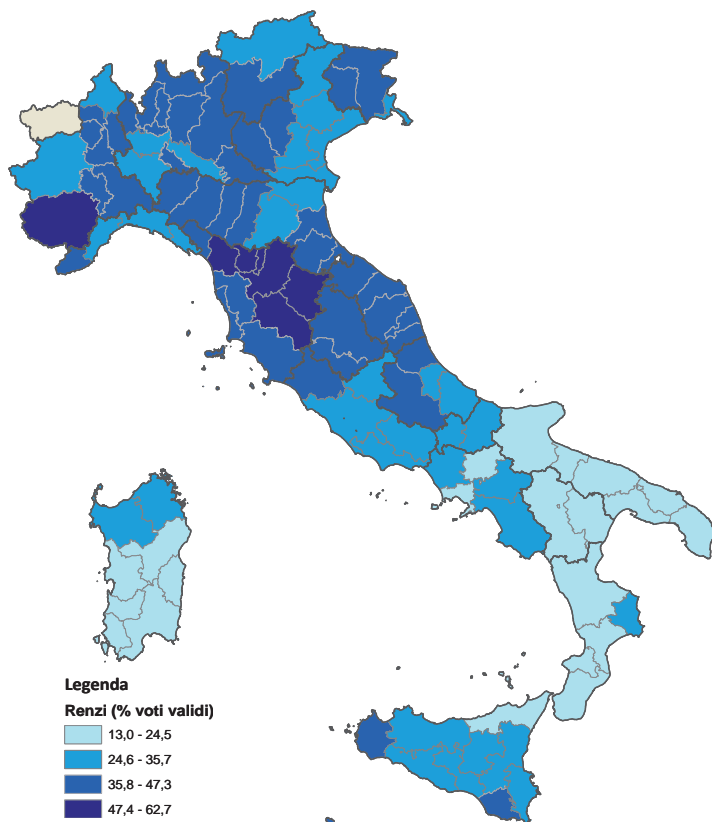 Legenda
Renzi (% voti validi)
13,0 - 24,5
24,6 - 35,7
35,8 - 47,3
47,4 - 62,7